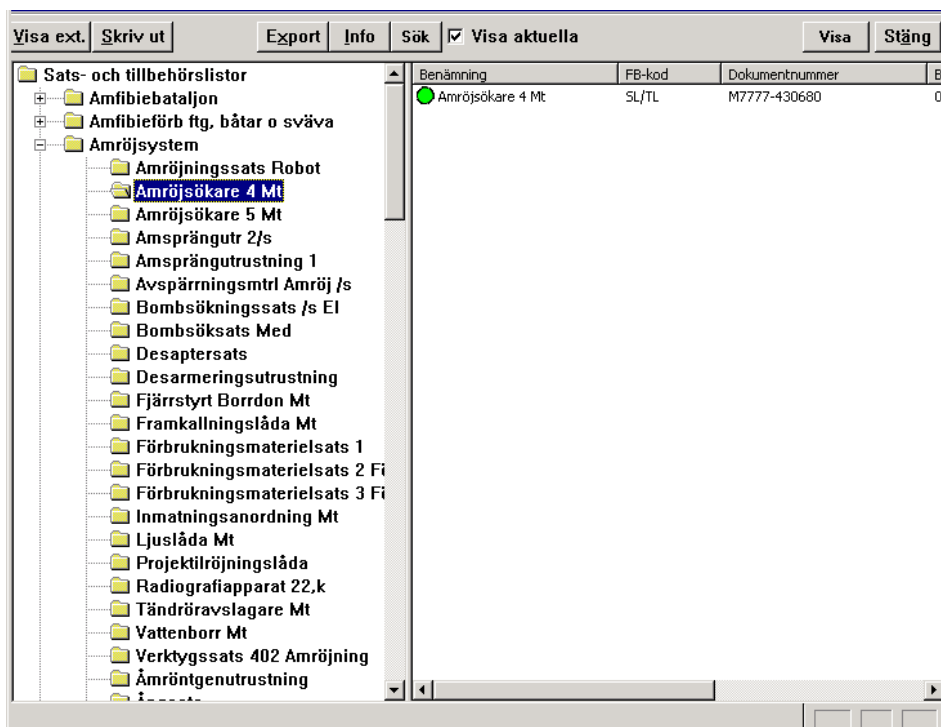 Visa ext. Skriv ut Export Info Sök Visa aktuella Visa Stäng
Sats- och tillbehörslistor
Amfibiebataljon
Amfibieförb ftg, båtar o sväva
Amröjsystem
Amröjningssats Robot
Amröjsökare 4 Mt
Amröjsökare 5 Mt
Amsprängutr 2/s
Amsprängutrustning 1
Avspärrningsmtrl Amröj /s
Bombsökningssats /s El
Bombsöksats Med
Desaptersats
Desarmeringsutrustning
Fjärrstyrt Borrdon Mt
Framkallningslåda Mt
Förbrukningsmaterielsats 1
Förbrukningsmaterielsats 2 Fö
Förbrukningsmaterielsats 3 Fö
Inmatningsanordning Mt
Ljuslåda Mt
Projektilröjningslåda
Radiografiapparat 22,k
Tändröravslagare Mt
Vattenborr Mt
Verktygssats 402 Amröjning
Åmröntgenutrustning
Benämning FB-kod Dokumentnummer B
Amröjsökare 4 Mt SL/TL M7777-430680 0